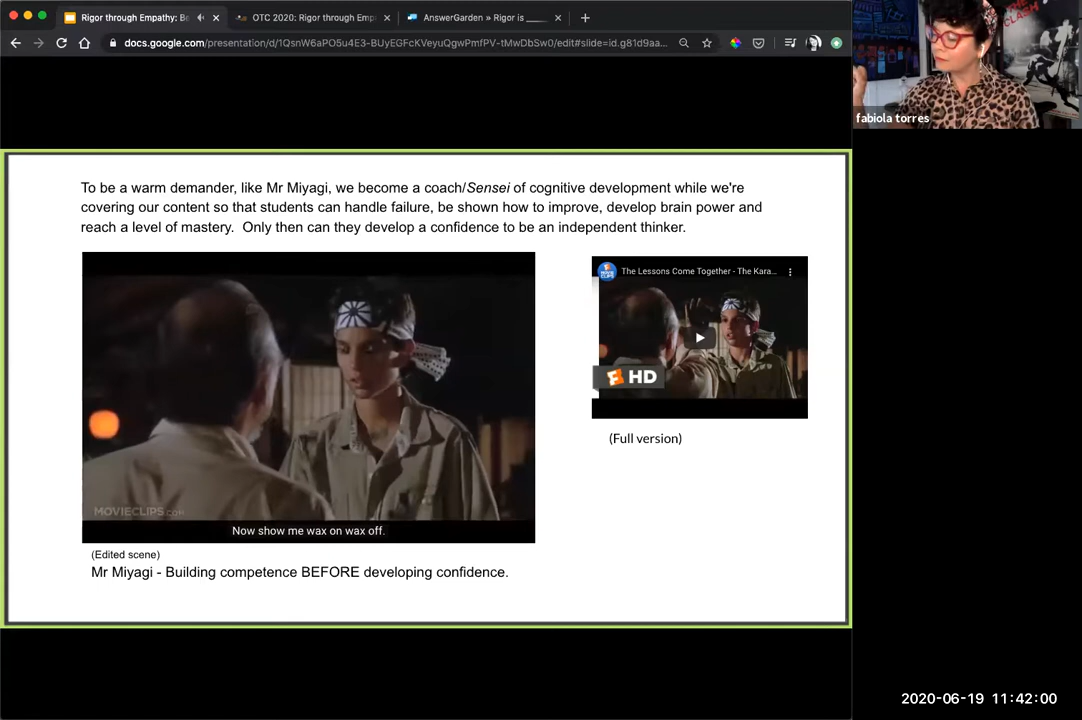 Rigor through Empathy: Be
OTC 2020: Rigor through Emp
AnswerGarden » Rigor is ____
docs.google.com/presentation/d/1QsnW6aPO5u4E3-BUyEGFcKVeyuQgwPmfPV-tMwDbSw0/edit#slide=id.g81d9aa...
THE
CLASH
fabiola torres
To be a warm demander, like Mr Miyagi, we become a coach/Sensei of cognitive development while we're
covering our content so that students can handle failure, be shown how to improve, develop brain power and
reach a level of mastery. Only then can they develop a confidence to be an independent thinker.
MOVIECLIPS.COM
Now show me wax on wax off.
(Edited scene)
Mr Miyagi - Building competence BEFORE developing confidence.
The Lessons Come Together - The Kara...
HD
(Full version)
2020-06-19 11:42:00